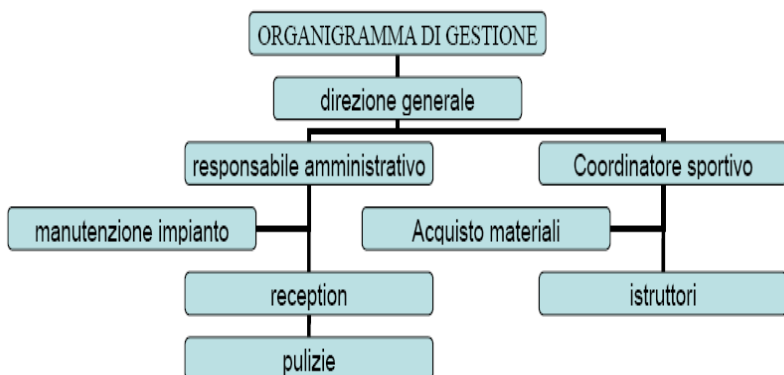 ORGANIGRAMMA DI GESTIONE
direzione generale
responsabile amministrativo
Coordinatore sportivo
manutenzione impianto
Acquisto materiali
reception
istruttori
pulizie